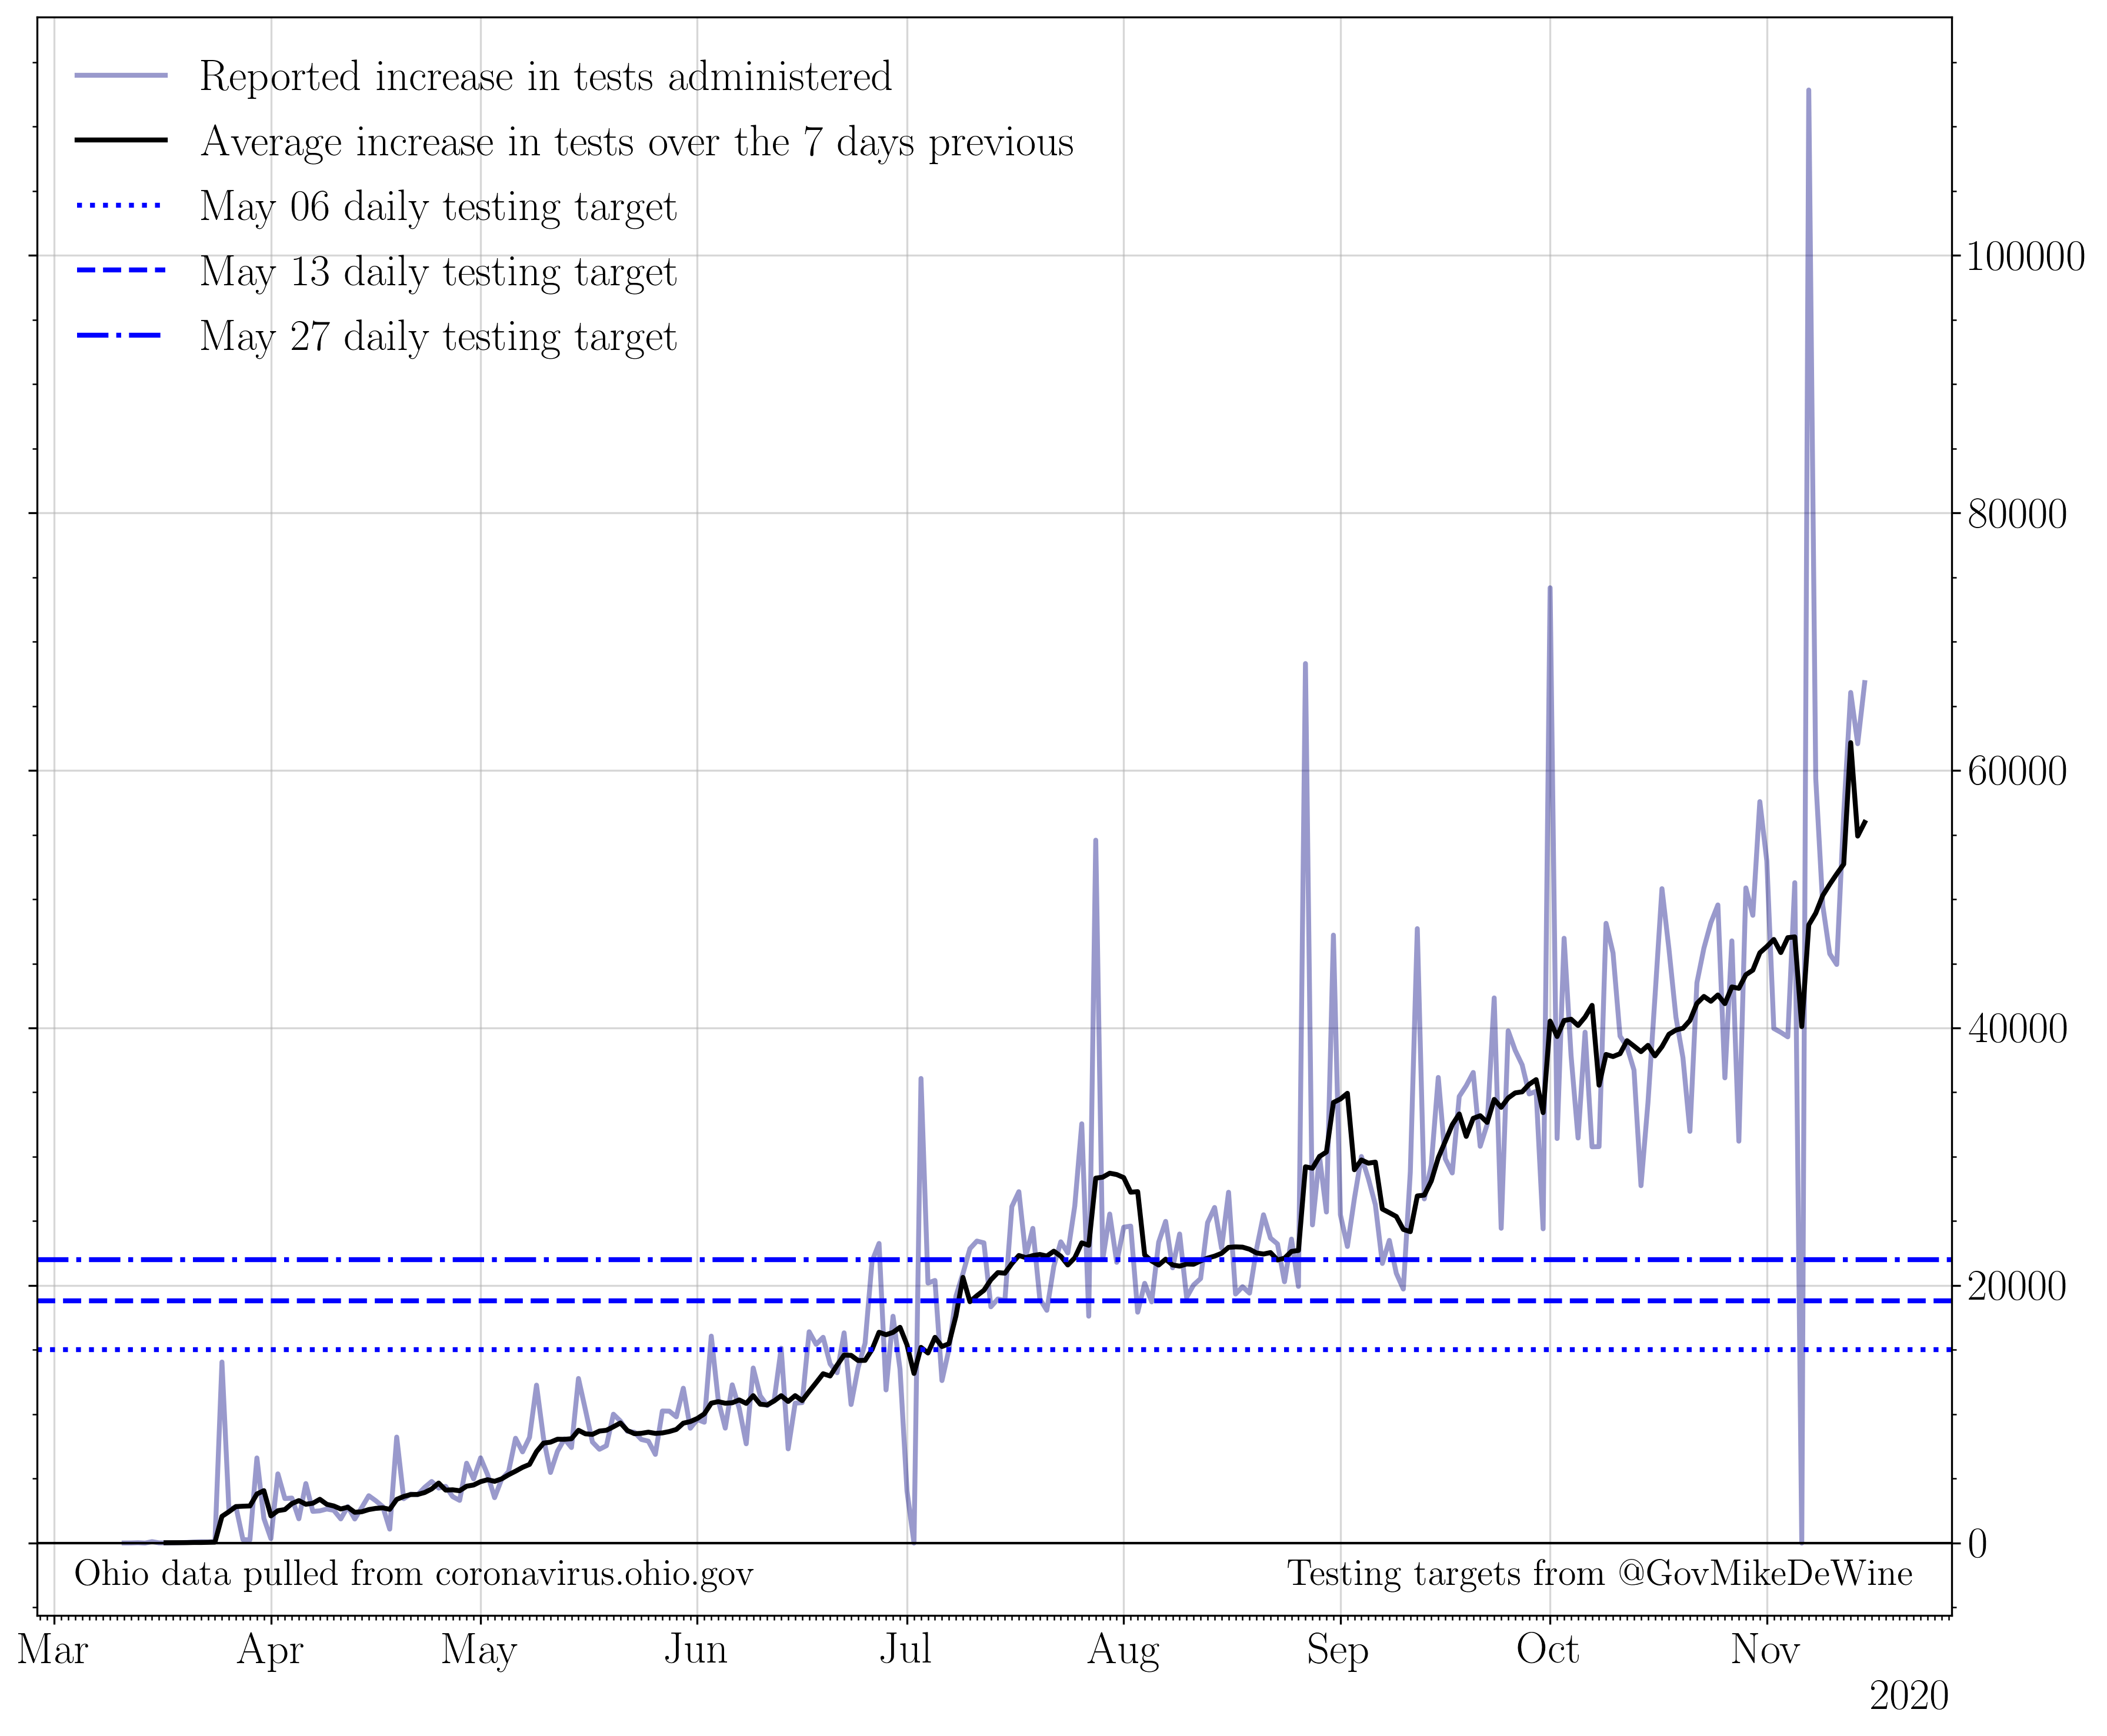 Reported increase in tests administered
Average increase in tests over the 7 days previous
May 06 daily testing target
May 13 daily testing target
May 27 daily testing target
100000
80000
60000
40000
20000
0
Ohio data pulled from coronavirus.ohio.gov
Testing targets from @GovMikeDeWine
Mar Apr May Jun Jul Aug Sep Oct Nov
2020